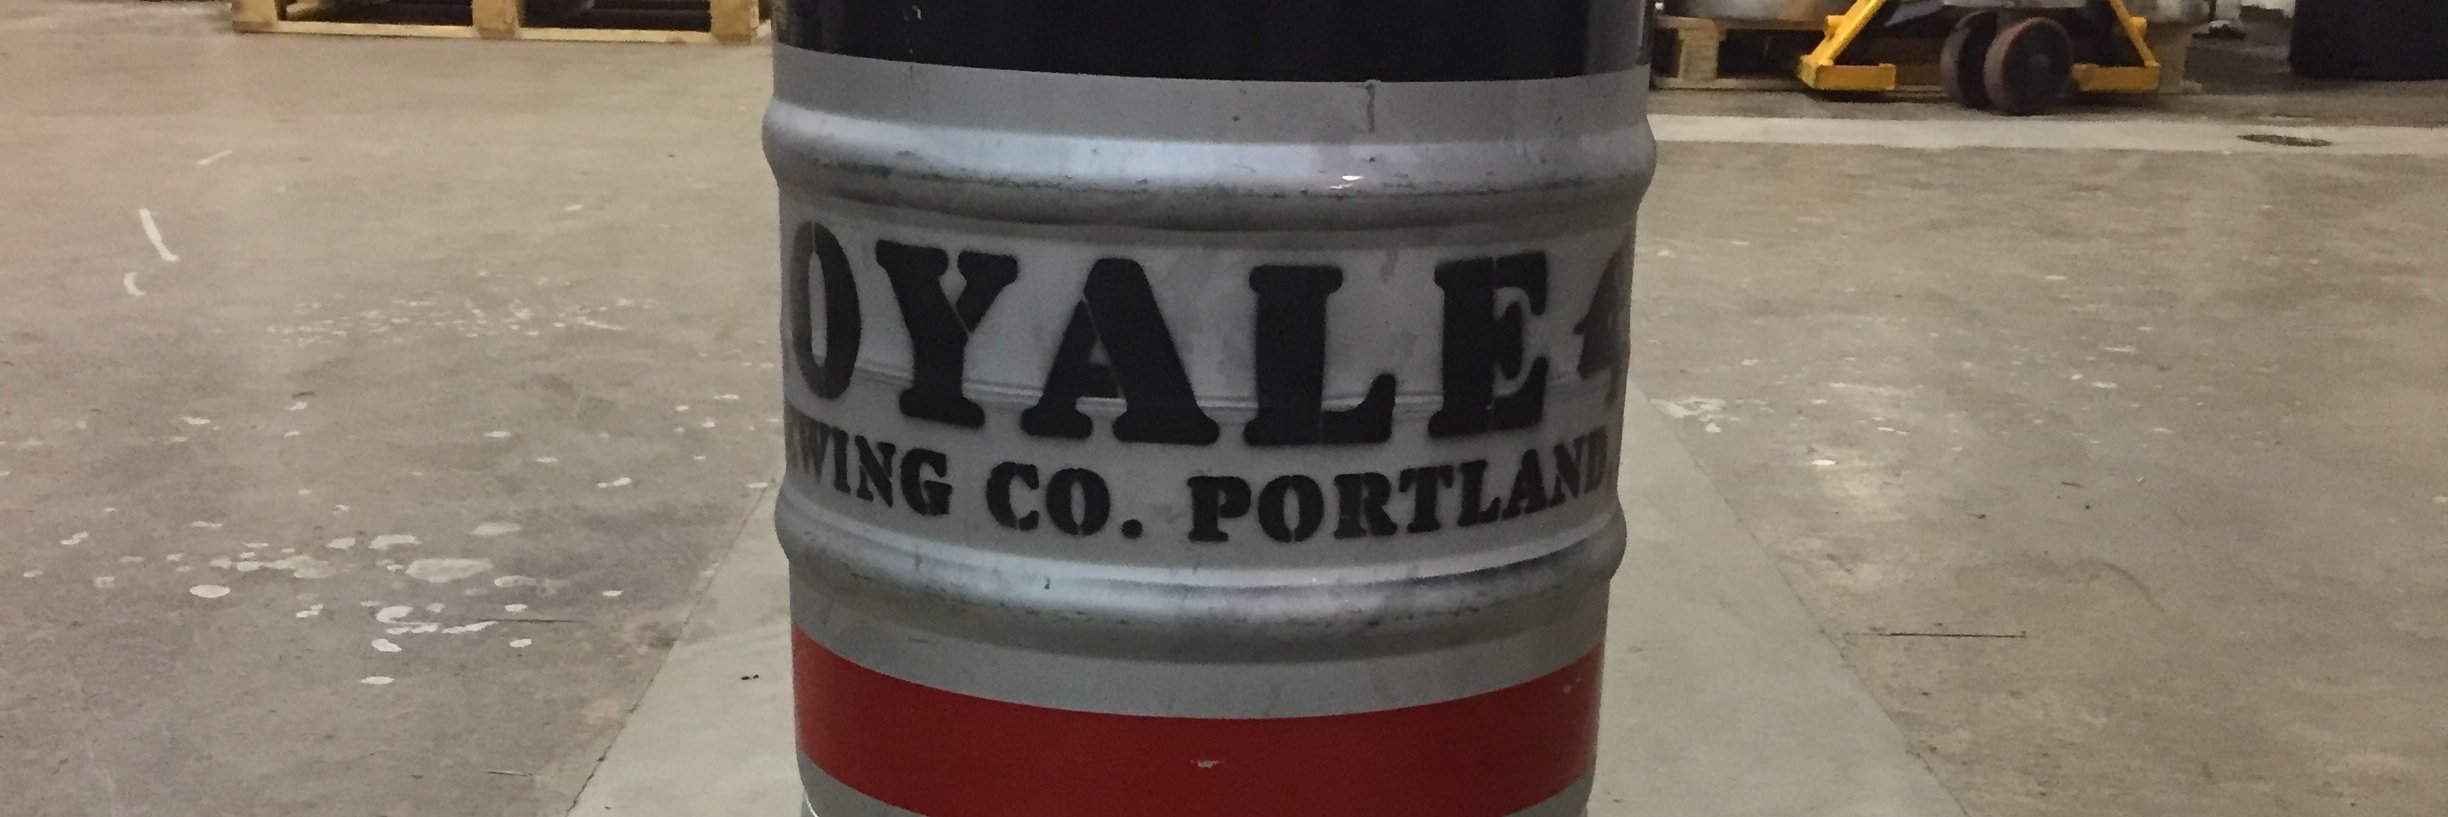 OYALE
WING CO. PORTLAND